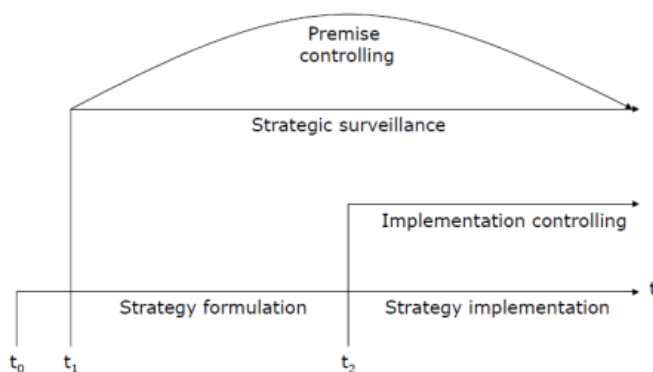 Premise
controlling
Strategic surveillance
Implementation controlling
t
Strategy formulation
Strategy implementation
t₀
t₁
t₂